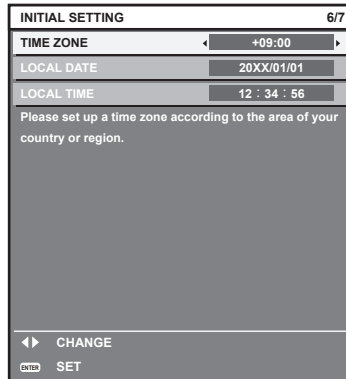 INITIAL SETTING 6/7
TIME ZONE +09:00
LOCAL DATE 20XX/01/01
LOCAL TIME 12 : 34 : 56
Please set up a time zone according to the area of your
country or region.
CHANGE
ENTER SET